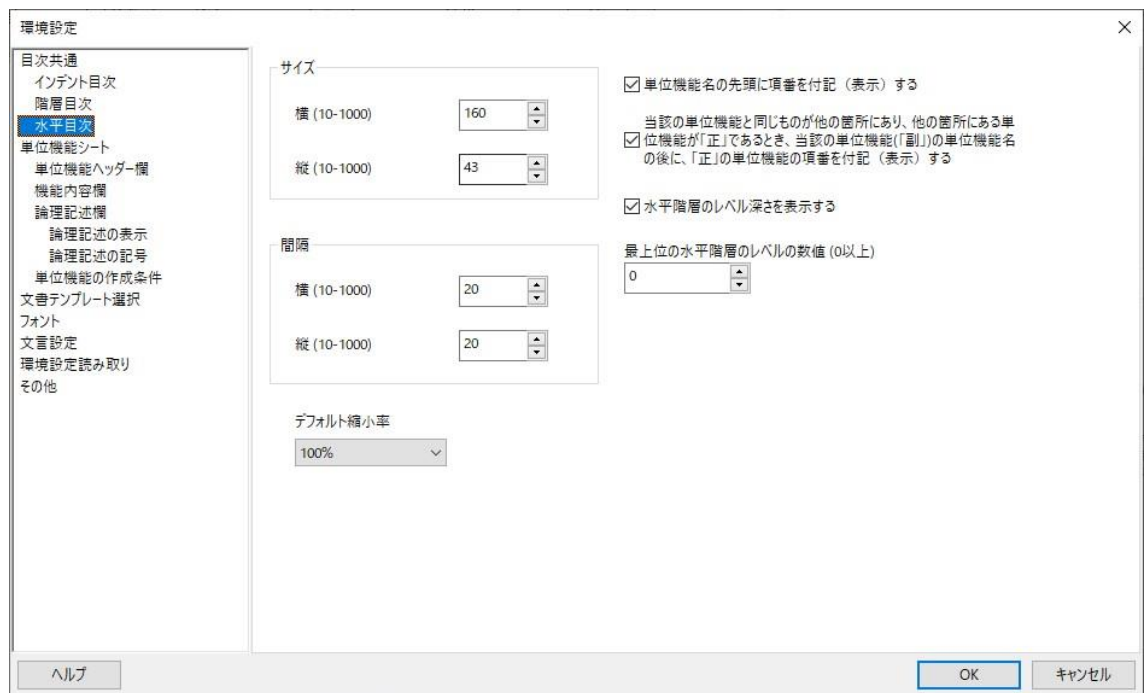 環境設定
目次共通
インデント目次
階層目次
水平目次
単位機能シート
単位機能ヘッダー欄
機能内容欄
論理記述欄
論理記述の表示
論理記述の記号
単位機能の作成条件
文書テンプレート選択
フォント
文言設定
環境設定読み取り
その他
サイズ
横 (10-1000) 160
縦 (10-1000) 43
間隔
横 (10-1000) 20
縦 (10-1000) 20
デフォルト縮小率
100%
単位機能名の先頭に項番を付記（表示）する
当該の単位機能と同じものが他の箇所にあり、他の箇所にある単
位機能が「正」であるとき、当該の単位機能(「副」)の単位機能名
の後に、「正」の単位機能の項番を付記（表示）する
水平階層のレベル深さを表示する
最上位の水平階層のレベルの数値 (0以上)
0
ヘルプ
OK
キャンセル